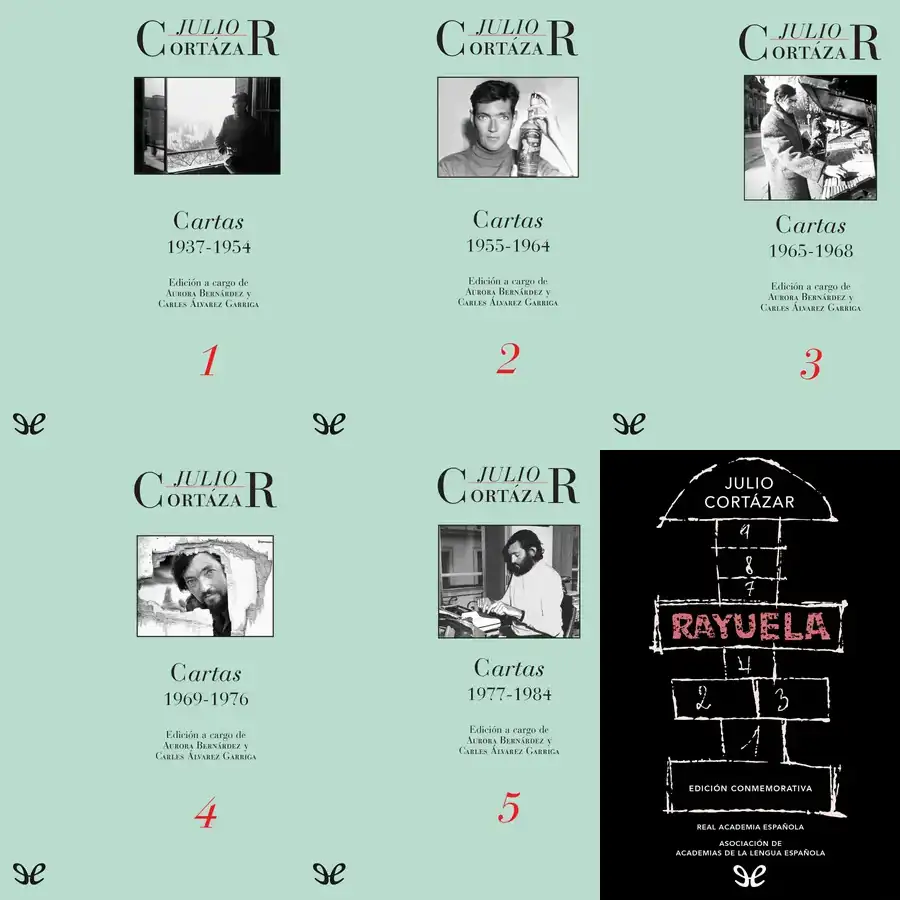 JULIO
CORTÁZAR
Cartas
1937-1954
Edición a cargo de
AURORA BERNÁRDEZ y
CARLES ÁLVAREZ GARRIGA
1
JULIO
CORTÁZAR
Cartas
1955-1964
Edición a cargo de
AURORA BERNÁRDEZ y
CARLES ÁLVAREZ GARRIGA
2
JULIO
CORTÁZAR
Cartas
1965-1968
Edición a cargo de
AURORA BERNÁRDEZ y
CARLES ÁLVAREZ GARRIGA
3
JULIO
CORTÁZAR
Cartas
1969-1976
Edición a cargo de
AURORA BERNÁRDEZ y
CARLES ÁLVAREZ GARRIGA
4
JULIO
CORTÁZAR
Cartas
1977-1984
Edición a cargo de
AURORA BERNÁRDEZ y
CARLES ÁLVAREZ GARRIGA
5
JULIO
CORTÁZAR
9
8
7
RAYUELA
4
2 3
1
EDICIÓN CONMEMORATIVA
REAL ACADEMIA ESPAÑOLA
ASOCIACIÓN DE
ACADEMIAS DE LA LENGUA ESPAÑOLA